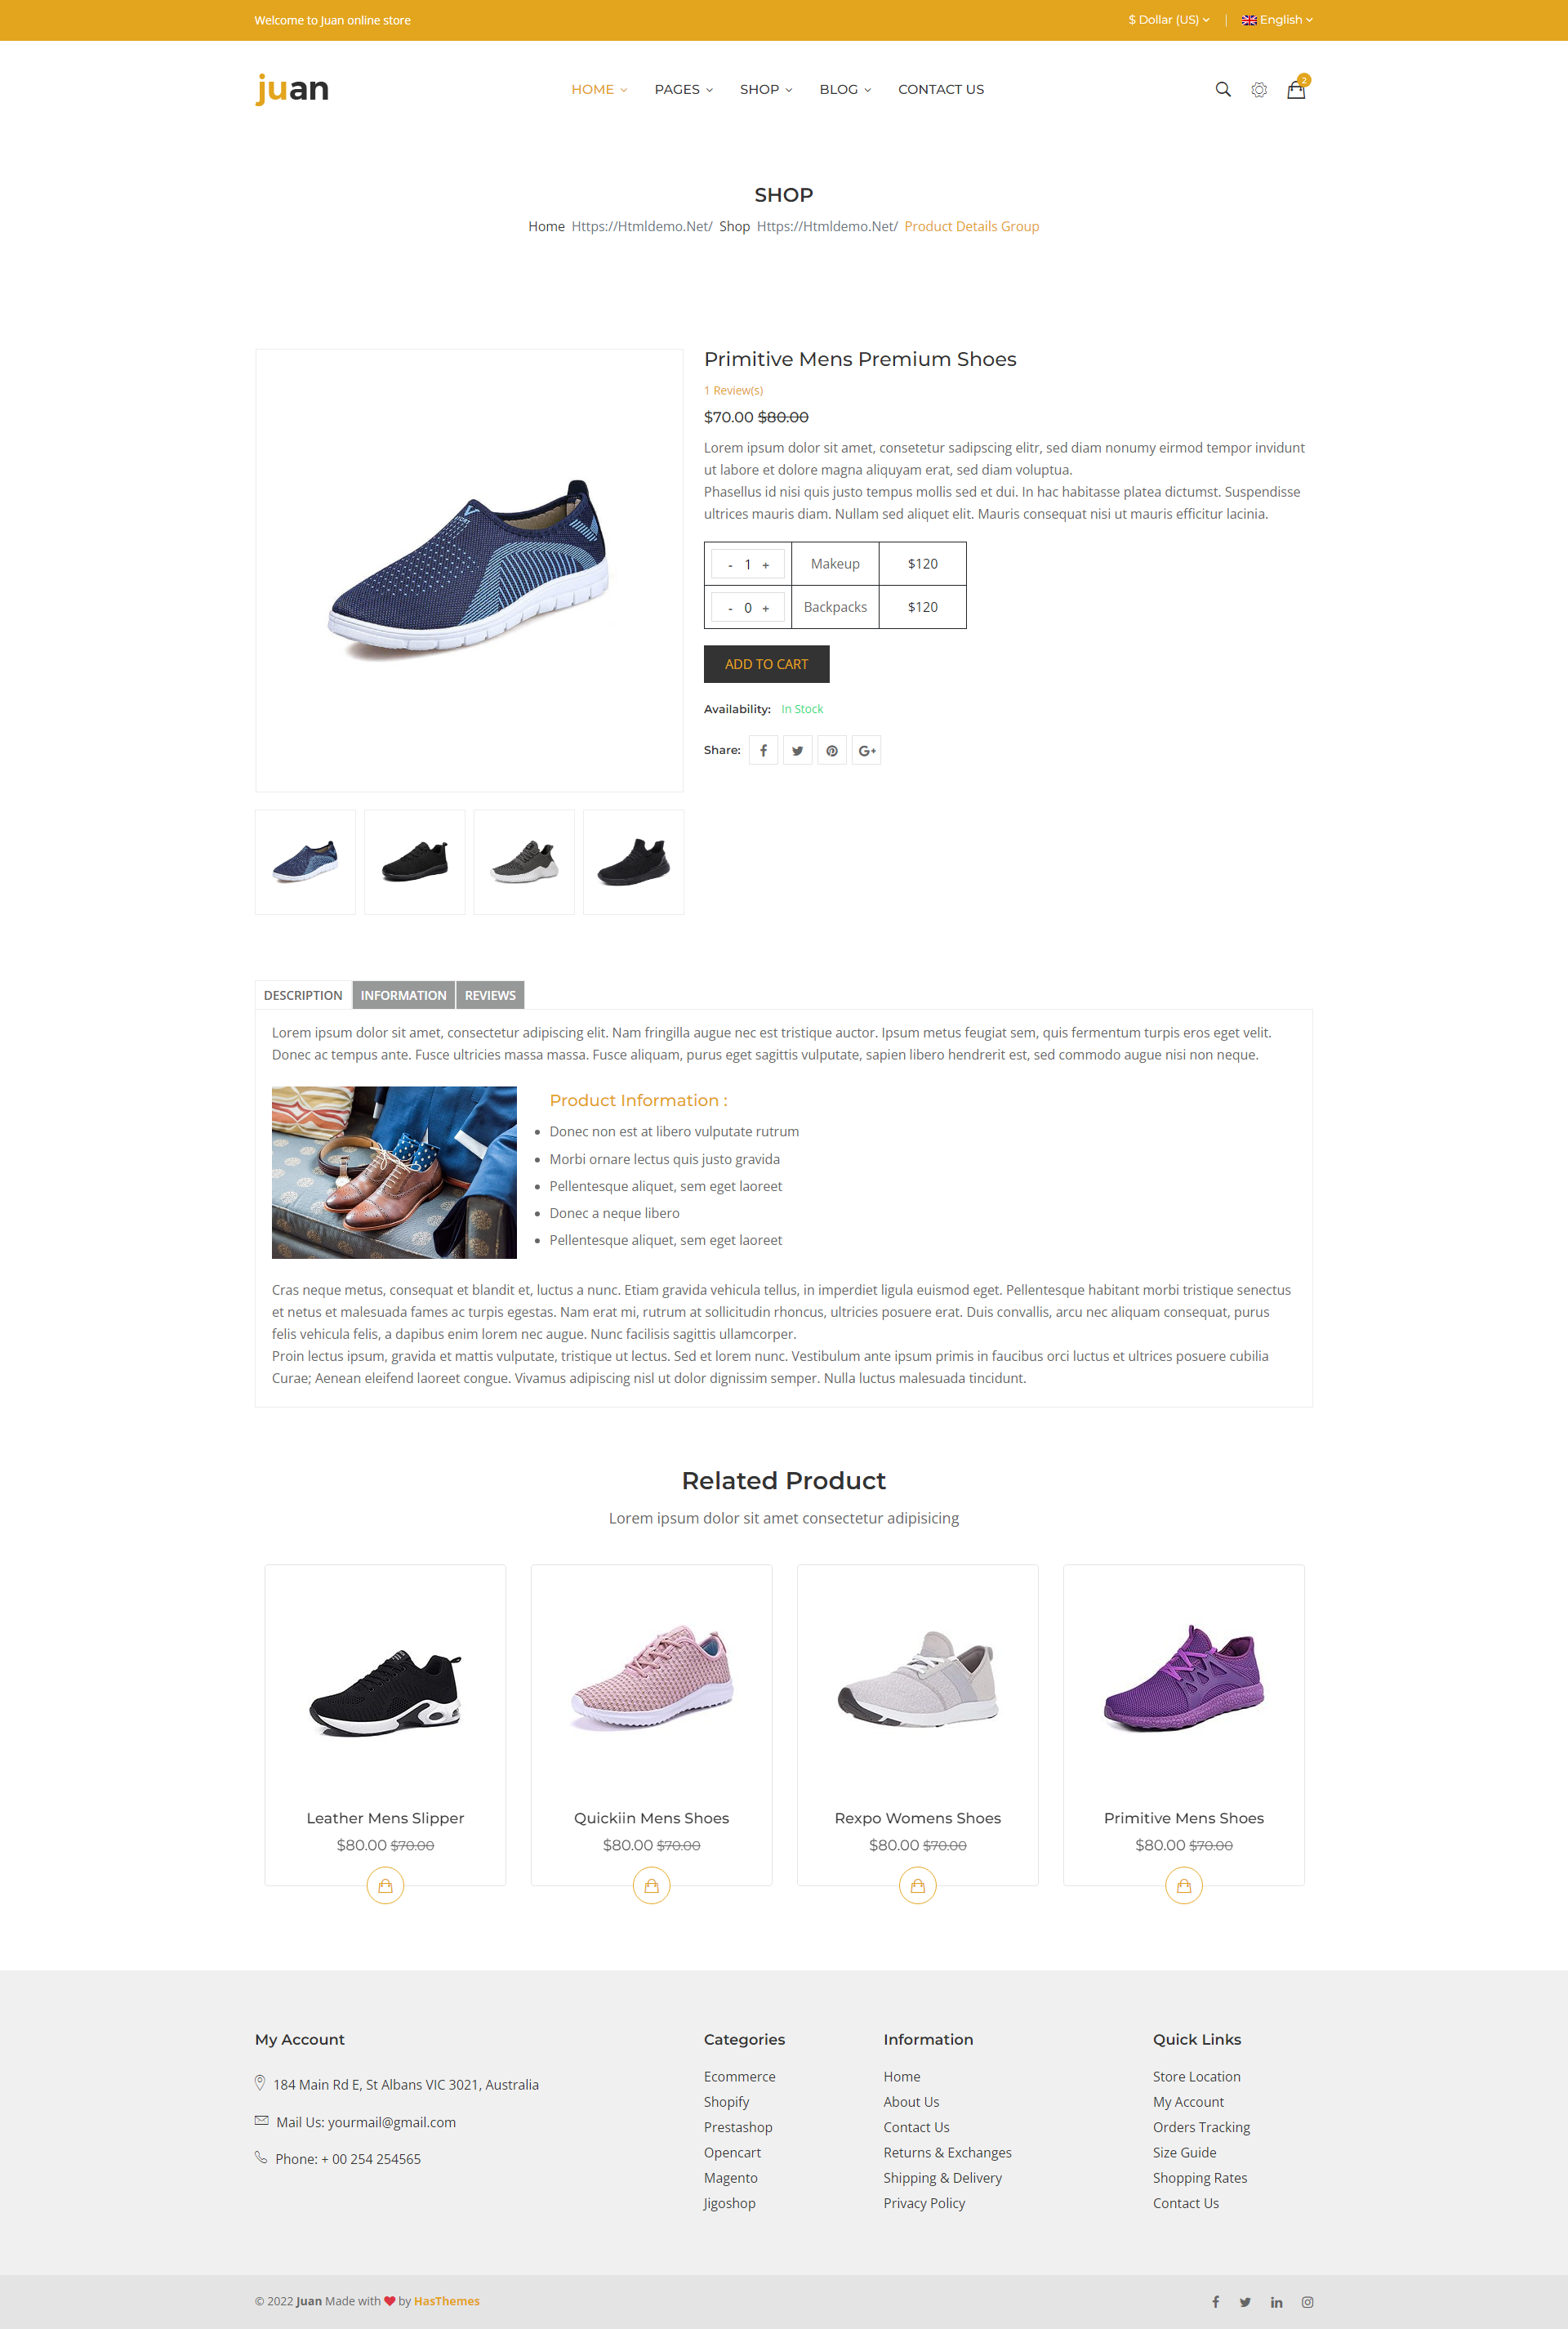 Welcome to Juan online store
$ Dollar (US)
English
juan
HOME
PAGES
SHOP
BLOG
CONTACT US
2
SHOP
Home Https://Htmldemo.Net/ Shop Https://Htmldemo.Net/ Product Details Group
Primitive Mens Premium Shoes
1 Review(s)
$70.00 $80.00
Lorem ipsum dolor sit amet, consetetur sadipscing elitr, sed diam nonumy eirmod tempor invidunt
ut labore et dolore magna aliquyam erat, sed diam voluptua.
Phasellus id nisi quis justo tempus mollis sed et dui. In hac habitasse platea dictumst. Suspendisse
ultrices mauris diam. Nullam sed aliquet elit. Mauris consequat nisi ut mauris efficitur lacinia.
- 1 + Makeup $120
- 0 + Backpacks $120
ADD TO CART
Availability: In Stock
Share:
DESCRIPTION
INFORMATION
REVIEWS
Lorem ipsum dolor sit amet, consectetur adipiscing elit. Nam fringilla augue nec est tristique auctor. Ipsum metus feugiat sem, quis fermentum turpis eros eget velit.
Donec ac tempus ante. Fusce ultricies massa massa. Fusce aliquam, purus eget sagittis vulputate, sapien libero hendrerit est, sed commodo augue nisi non neque.
Product Information :
Donec non est at libero vulputate rutrum
Morbi ornare lectus quis justo gravida
Pellentesque aliquet, sem eget laoreet
Donec a neque libero
Pellentesque aliquet, sem eget laoreet
Cras neque metus, consequat et blandit et, luctus a nunc. Etiam gravida vehicula tellus, in imperdiet ligula euismod eget. Pellentesque habitant morbi tristique senectus
et netus et malesuada fames ac turpis egestas. Nam erat mi, rutrum at sollicitudin rhoncus, ultricies posuere erat. Duis convallis, arcu nec aliquam consequat, purus
felis vehicula felis, a dapibus enim lorem nec augue. Nunc facilisis sagittis ullamcorper.
Proin lectus ipsum, gravida et mattis vulputate, tristique ut lectus. Sed et lorem nunc. Vestibulum ante ipsum primis in faucibus orci luctus et ultrices posuere cubilia
Curae; Aenean eleifend laoreet congue. Vivamus adipiscing nisl ut dolor dignissim semper. Nulla luctus malesuada tincidunt.
Related Product
Lorem ipsum dolor sit amet consectetur adipisicing
Leather Mens Slipper
$80.00 $70.00
Quickiin Mens Shoes
$80.00 $70.00
Rexpo Womens Shoes
$80.00 $70.00
Primitive Mens Shoes
$80.00 $70.00
My Account
184 Main Rd E, St Albans VIC 3021, Australia
Mail Us: yourmail@gmail.com
Phone: + 00 254 254565
Categories
Ecommerce
Shopify
Prestashop
Opencart
Magento
Jigoshop
Information
Home
About Us
Contact Us
Returns & Exchanges
Shipping & Delivery
Privacy Policy
Quick Links
Store Location
My Account
Orders Tracking
Size Guide
Shopping Rates
Contact Us
© 2022 Juan Made with ❤ by HasThemes